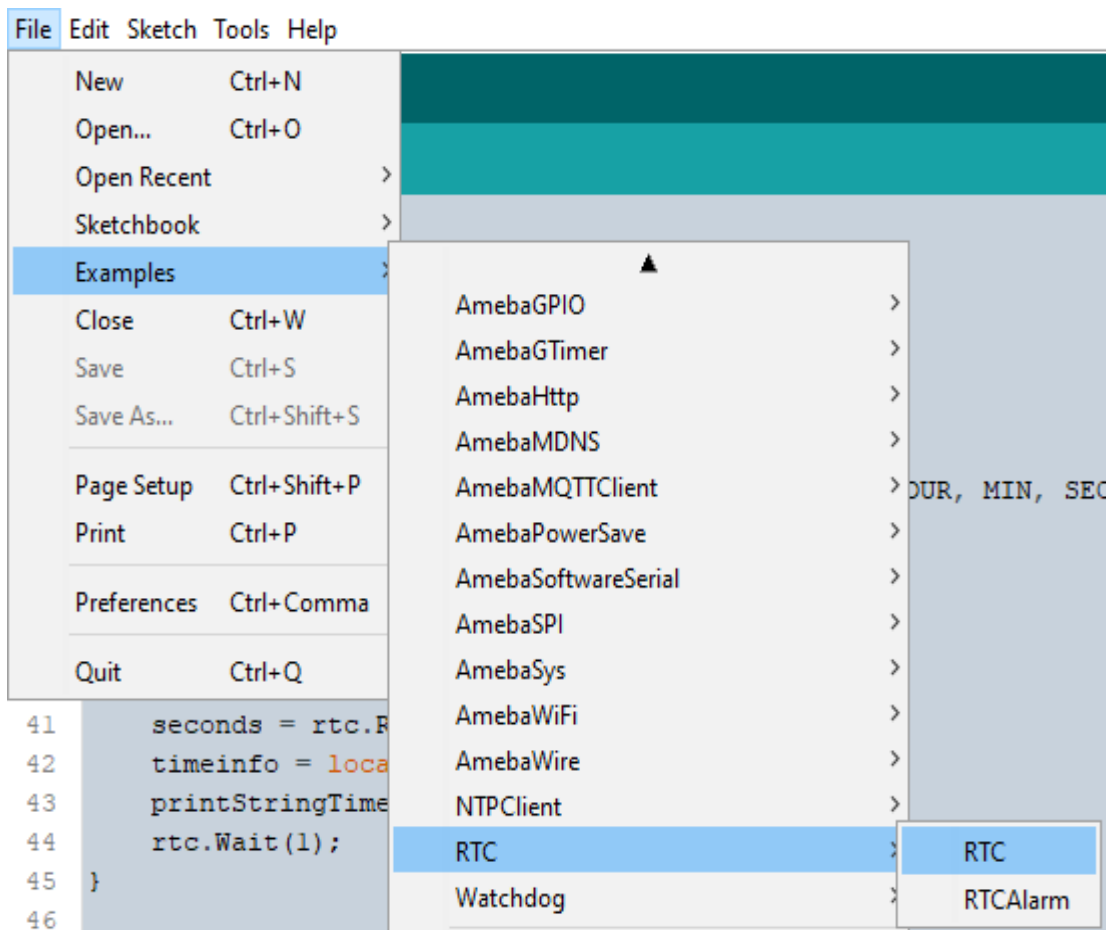 File Edit Sketch Tools Help
New Ctrl+N
Open... Ctrl+O
Open Recent
Sketchbook
Examples
Close Ctrl+W
Save Ctrl+S
Save As... Ctrl+Shift+S
Page Setup Ctrl+Shift+P
Print Ctrl+P
Preferences Ctrl+Comma
Quit Ctrl+Q
AmebaGPIO
AmebaGTimer
AmebaHttp
AmebaMDNS
AmebaMQTTClient
AmebaPowerSave
AmebaSoftwareSerial
AmebaSPI
AmebaSys
AmebaWiFi
AmebaWire
NTPClient
RTC
Watchdog
RTC
RTCAlarm
OUR, MIN, SEC
41 seconds = rtc.R
42 timeinfo = loca
43 printStringTime
44 rtc.Wait(1);
45 }
46